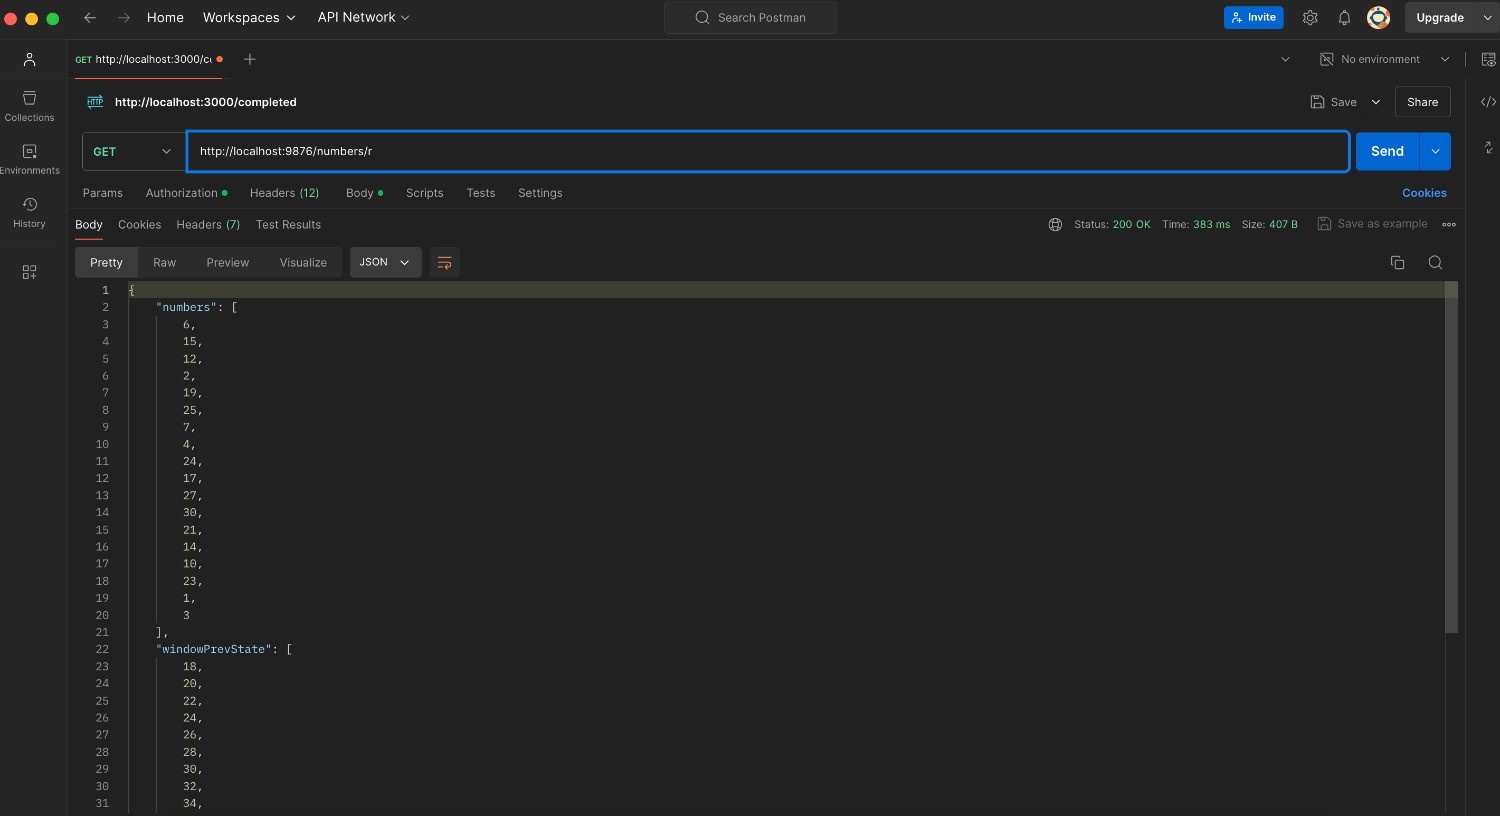 Home Workspaces API Network Search Postman Invite Upgrade
GET http://localhost:3000/c No environment
HTTP http://localhost:3000/completed Save Share
Collections
GET http://localhost:9876/numbers/r Send
Environments
Params Authorization Headers (12) Body Scripts Tests Settings Cookies
History
Body Cookies Headers (7) Test Results Status: 200 OK Time: 383 ms Size: 407 B Save as example
Pretty Raw Preview Visualize JSON
1 {
2 "numbers": [
3 6,
4 15,
5 12,
6 2,
7 19,
8 25,
9 7,
10 4,
11 24,
12 17,
13 27,
14 30,
15 21,
16 14,
17 10,
18 23,
19 1,
20 3
21 ],
22 "windowPrevState": [
23 18,
24 20,
25 22,
26 24,
27 26,
28 28,
29 30,
30 32,
31 34,